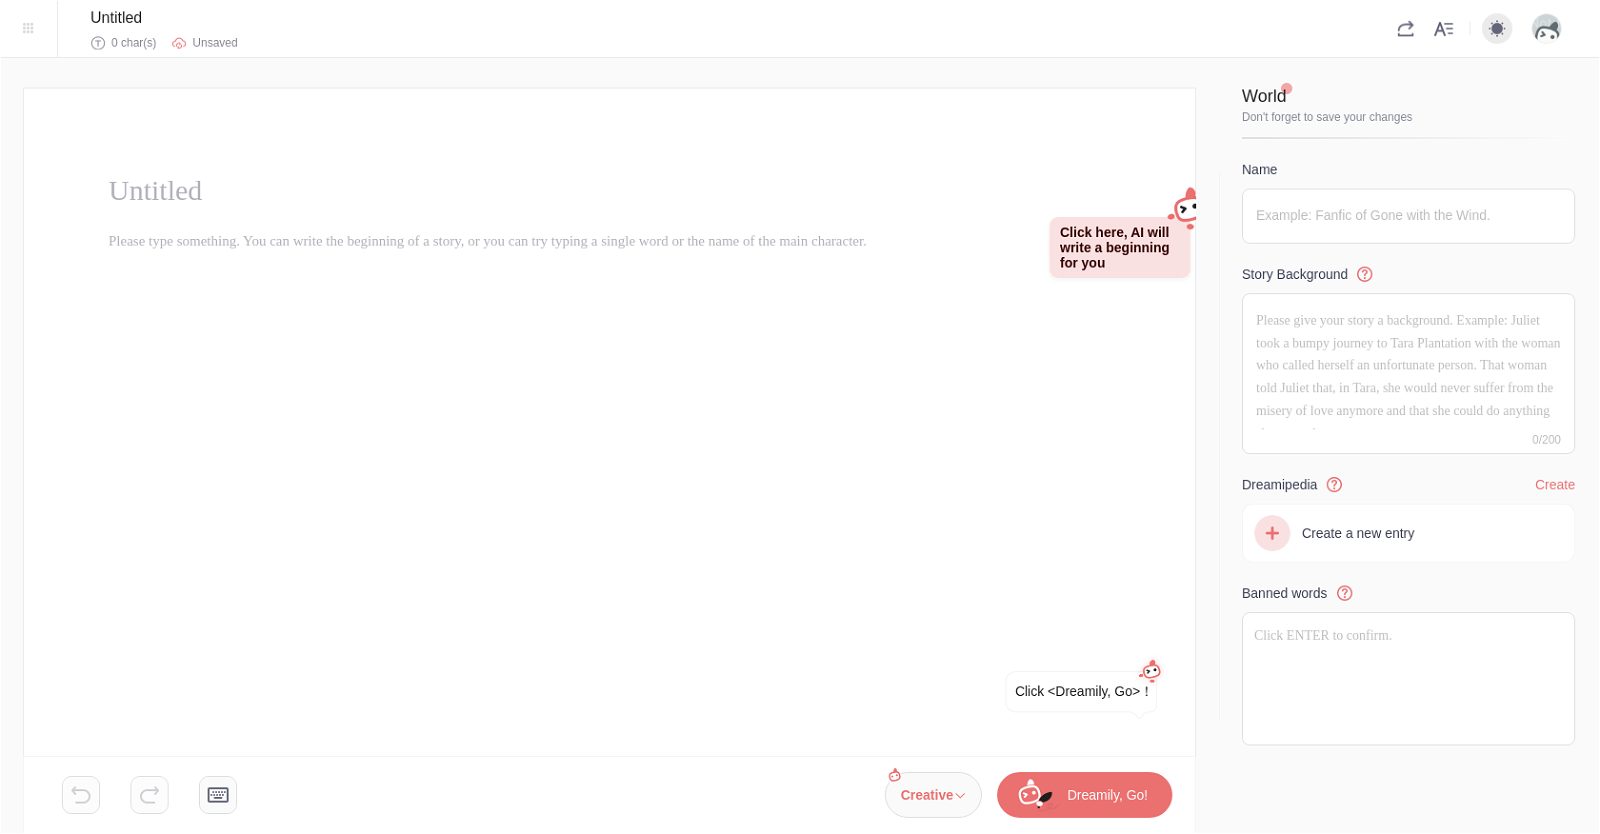 Untitled
0 char(s)
Unsaved
Untitled
Please type something. You can write the beginning of a story, or you can try typing a single word or the name of the main character.
Click here, AI will
write a beginning
for you
Click <Dreamily, Go> !
Creative
Dreamily, Go!
World
Don't forget to save your changes
Name
Example: Fanfic of Gone with the Wind.
Story Background
Please give your story a background. Example: Juliet
took a bumpy journey to Tara Plantation with the woman
who called herself an unfortunate person. That woman
told Juliet that, in Tara, she would never suffer from the
misery of love anymore and that she could do anything
0/200
Dreamipedia
Create
Create a new entry
Banned words
Click ENTER to confirm.